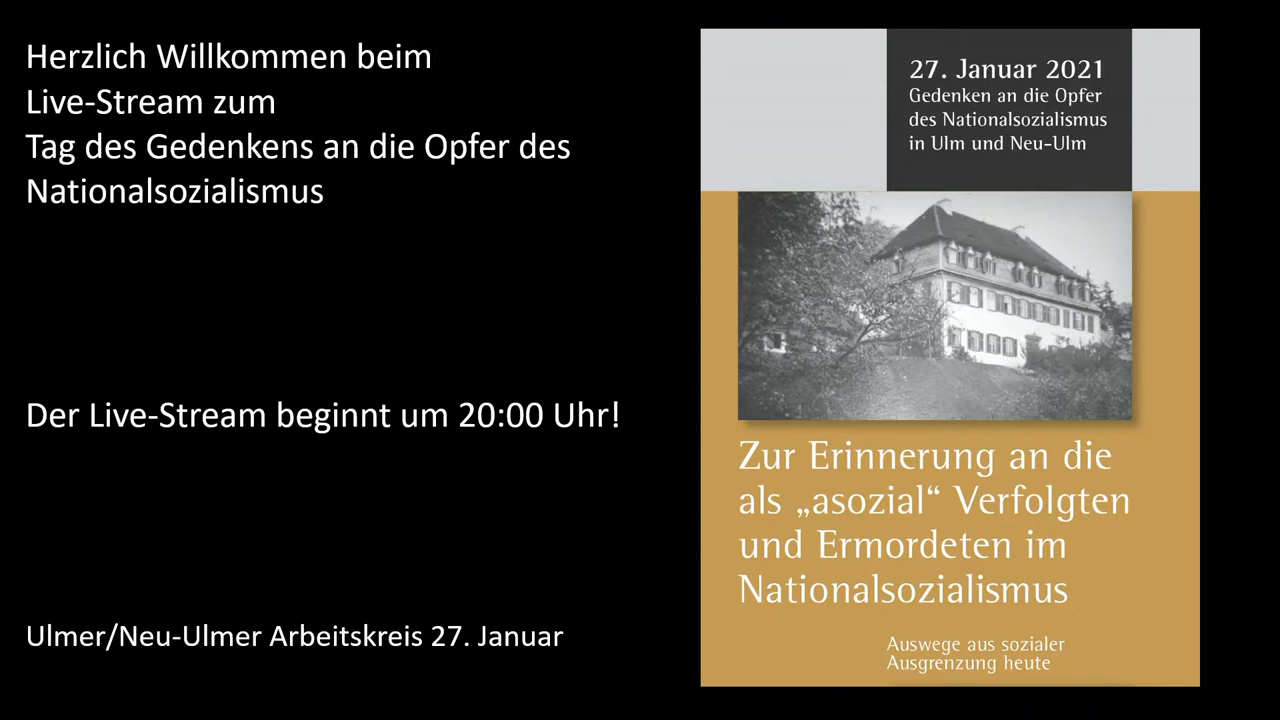 Herzlich Willkommen beim
Live-Stream zum
Tag des Gedenkens an die Opfer des
Nationalsozialismus
Der Live-Stream beginnt um 20:00 Uhr!
Ulmer/Neu-Ulmer Arbeitskreis 27. Januar
27. Januar 2021
Gedenken an die Opfer
des Nationalsozialismus
in Ulm und Neu-Ulm
Zur Erinnerung an die
als „asozial“ Verfolgten
und Ermordeten im
Nationalsozialismus
Auswege aus sozialer
Ausgrenzung heute